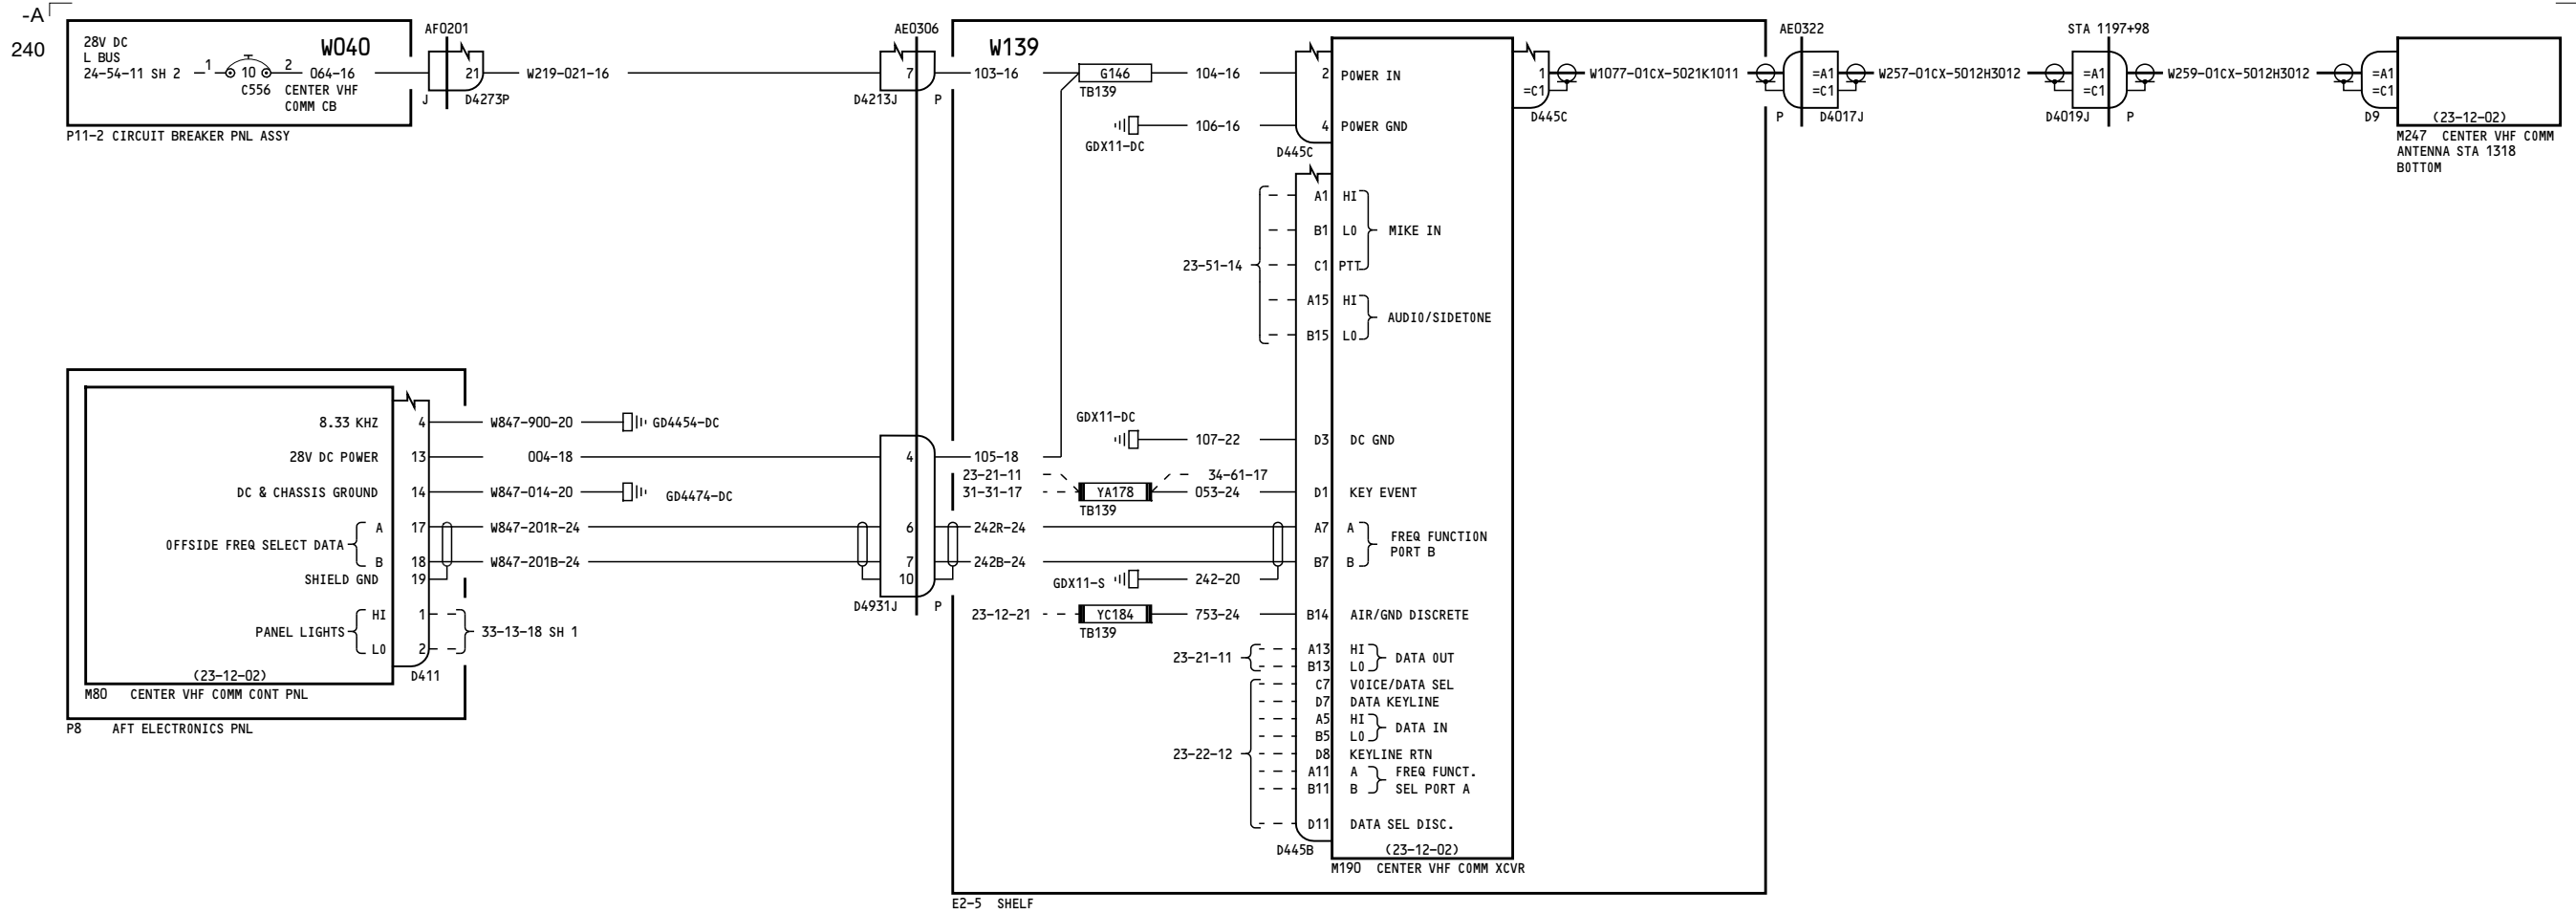 -A
240
28V DC
L BUS
24-54-11 SH 2
1
10
C556
2
064-16
CENTER VHF
COMM CB
W040
P11-2 CIRCUIT BREAKER PNL ASSY
AF0201
21
J
D4273P
W219-021-16
AE0306
7
D4213J
P
W139
103-16
G146
TB139
104-16
2
POWER IN
GDX11-DC
106-16
4
POWER GND
D445C
1
=C1
D445C
W1077-01CX-5021K1011
AE0322
=A1
=C1
P
D4017J
W257-01CX-5012H3012
STA 1197+98
=A1
=C1
D4019J
P
W259-01CX-5012H3012
=A1
=C1
D9
(23-12-02)
M247 CENTER VHF COMM
ANTENNA STA 1318
BOTTOM
23-51-14
A1 HI
B1 LO
MIKE IN
C1 PTT
A15 HI
AUDIO/SIDETONE
B15 LO
8.33 KHZ
4
W847-900-20
GD4454-DC
28V DC POWER
13
004-18
DC & CHASSIS GROUND
14
W847-014-20
GD4474-DC
OFFSIDE FREQ SELECT DATA
A
17
W847-201R-24
B
18
W847-201B-24
SHIELD GND
19
PANEL LIGHTS
HI
1
LO
2
33-13-18 SH 1
(23-12-02)
D411
M80 CENTER VHF COMM CONT PNL
P8 AFT ELECTRONICS PNL
4
6
7
10
D4931J
P
105-18
23-21-11
31-31-17
242R-24
242B-24
23-12-21
GDX11-DC
107-22
D3 DC GND
34-61-17
YA178
TB139
053-24
D1 KEY EVENT
A7 A
FREQ FUNCTION
PORT B
B7 B
GDX11-S
242-20
YC184
TB139
753-24
B14 AIR/GND DISCRETE
23-21-11
A13 HI
DATA OUT
B13 LO
23-22-12
C7 VOICE/DATA SEL
D7 DATA KEYLINE
A5 HI
DATA IN
B5 LO
D8 KEYLINE RTN
A11 A FREQ FUNCT.
B11 B SEL PORT A
D11 DATA SEL DISC.
D445B
(23-12-02)
M190 CENTER VHF COMM XCVR
E2-5 SHELF